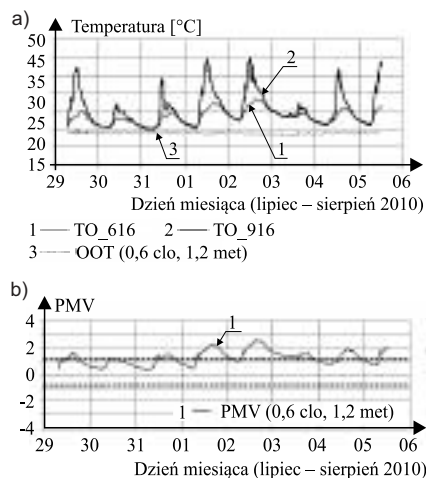 a)
Temperatura [°C]
50
45
35
30
25
20
15
2
3
1
29 30 31 01 02 03 04 05 06
Dzień miesiąca (lipiec – sierpień 2010)
1 — TO_616 2 — TO_916
3 — OOT (0,6 clo, 1,2 met)
b)
PMV
4
2
0
-2
-4
1
1 — PMV (0,6 clo, 1,2 met)
29 30 31 01 02 03 04 05 06
Dzień miesiąca (lipiec – sierpień 2010)